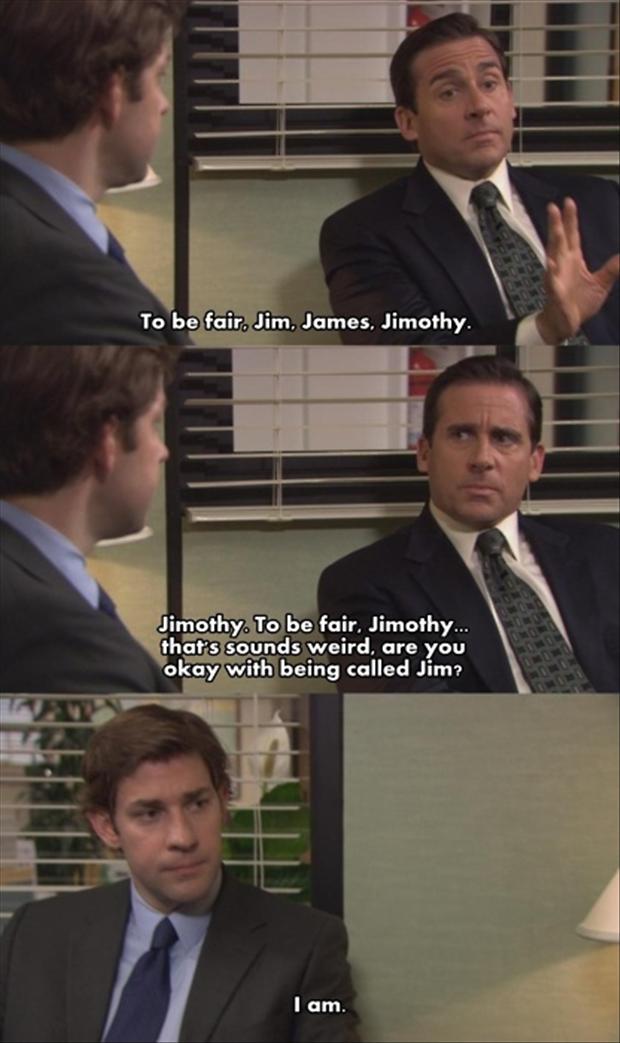 To be fair, Jim, James, Jimothy.
Jimothy. To be fair, Jimothy...
that's sounds weird, are you
okay with being called Jim?
I am.